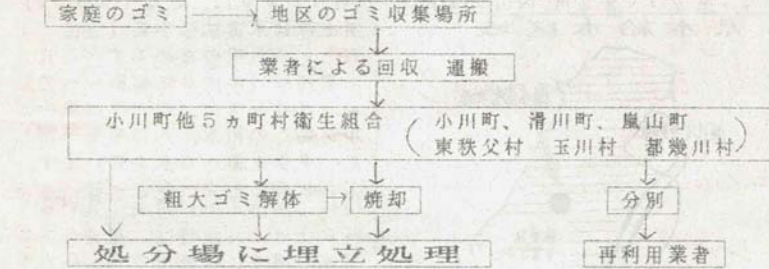 家庭のゴミ → 地区のゴミ収集場所
業者による回収 運搬
小川町他5ヵ町村衛生組合(小川町、滑川町、嵐山町
東秩父村 玉川村 都幾川村)
粗大ゴミ解体 → 焼却 分別
処分場に埋立処理 再利用業者